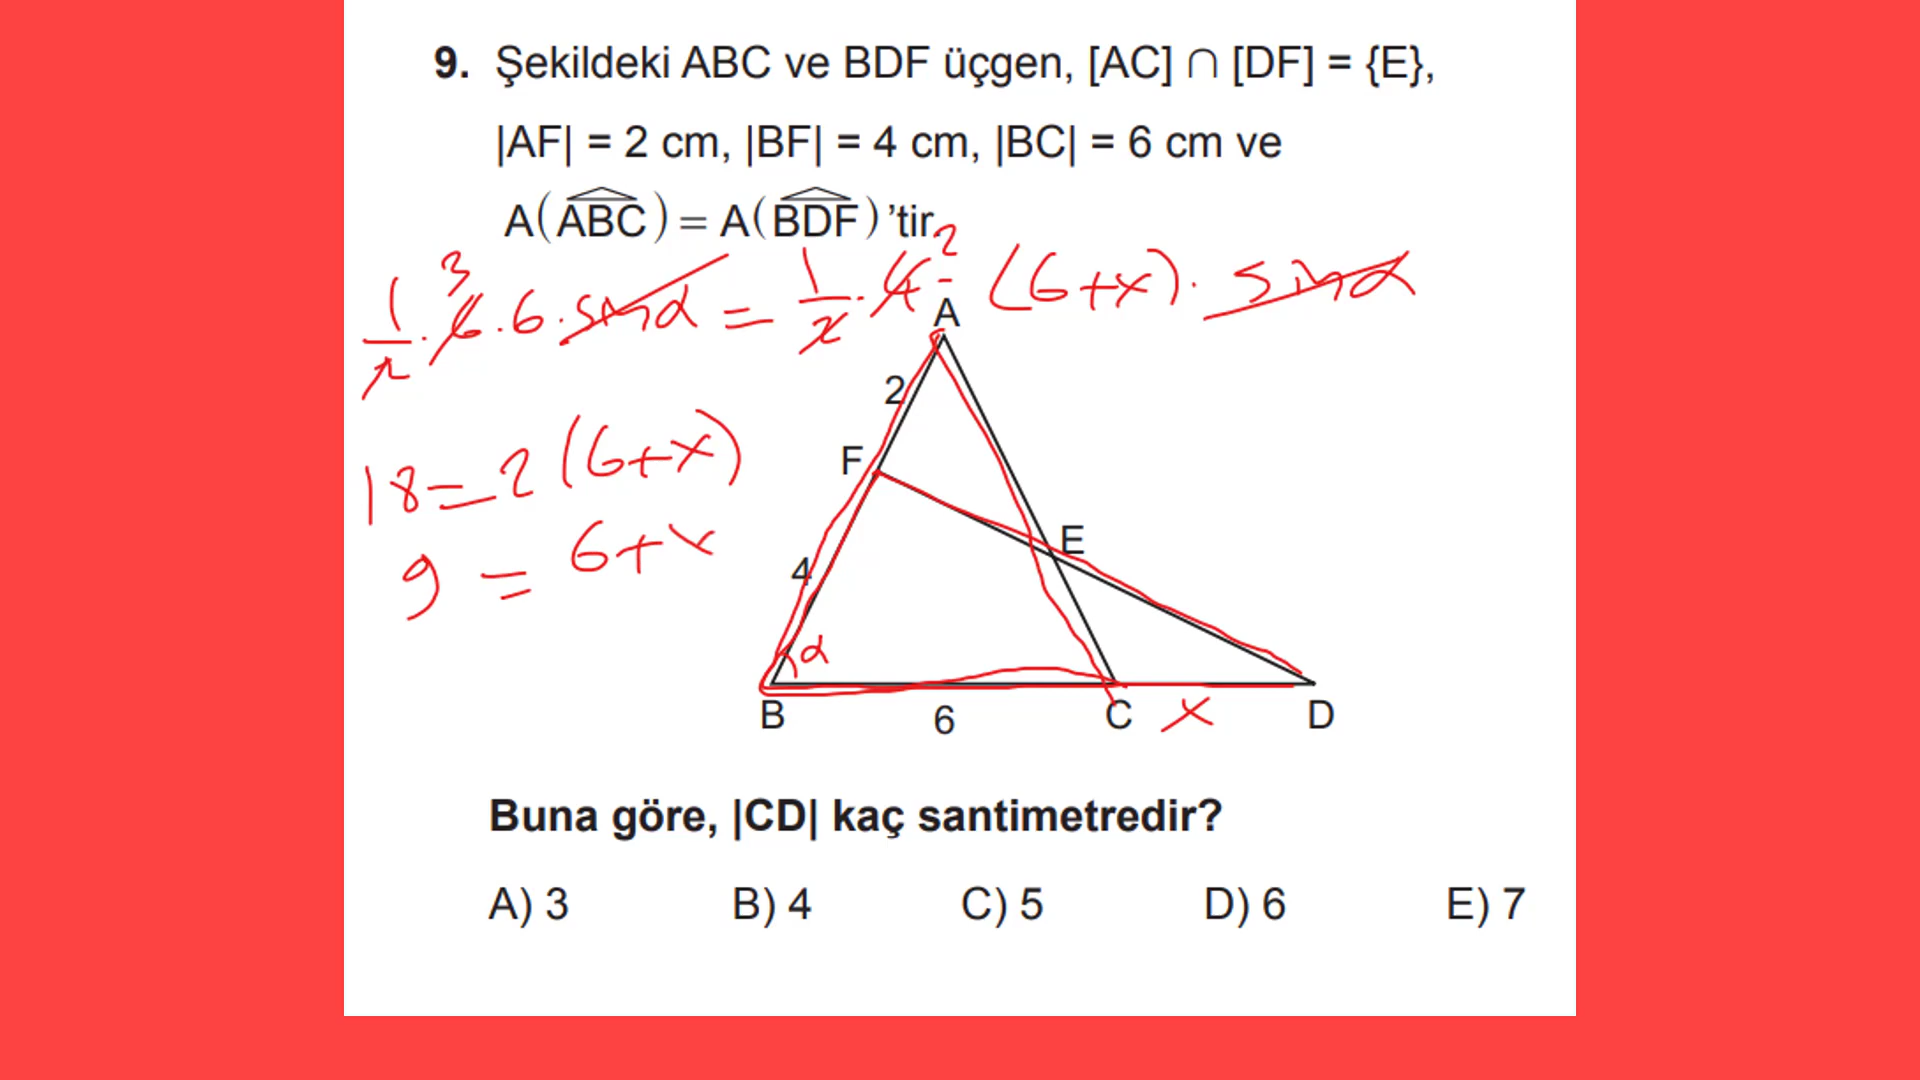 9. Şekildeki ABC ve BDF üçgen, [AC] ∩ [DF] = {E},
|AF| = 2 cm, |BF| = 4 cm, |BC| = 6 cm ve
A(ABC) = A(BDF)'tir.
3 2
1/2 . 6 . 6 . sinα = 1/2 . 4 . (6+x) . sinα
A
2
18 = 2 (6+x)
F
9 = 6+x
E
4
α
B 6 C x D
Buna göre, |CD| kaç santimetredir?
A) 3 B) 4 C) 5 D) 6 E) 7